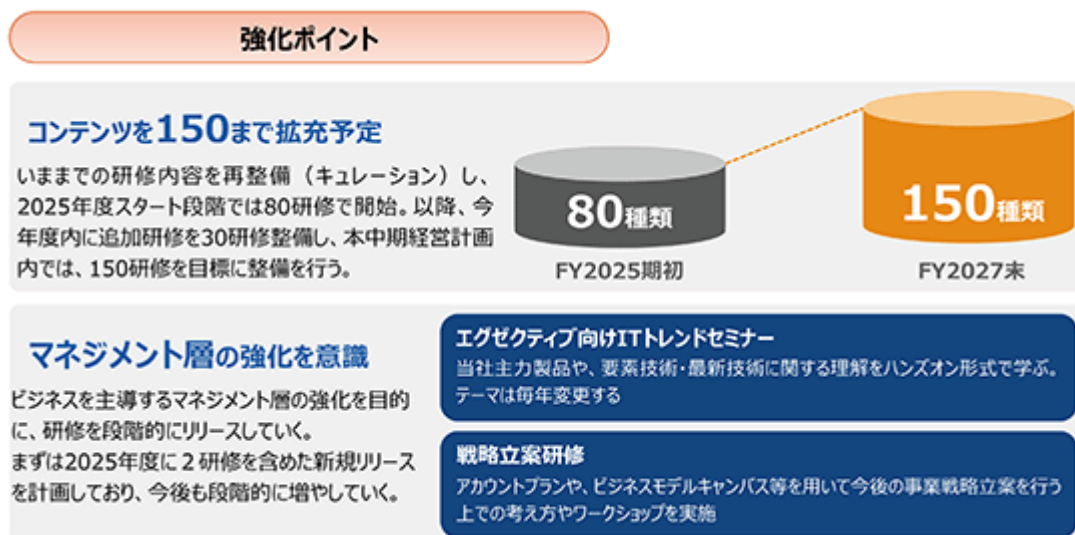 強化ポイント
コンテンツを150まで拡充予定
いままでの研修内容を再整備（キュレーション）し、
2025年度スタート段階では80研修で開始。以降、今
年度内に追加研修を30研修整備し、本中期経営計画
内では、150研修を目標に整備を行う。
80種類
FY2025期初
150種類
FY2027末
マネジメント層の強化を意識
ビジネスを主導するマネジメント層の強化を目的
に、研修を段階的にリリースしていく。
まずは2025年度に２研修を含めた新規リリース
を計画しており、今後も段階的に増やしていく。
エグゼクティブ向けITトレンドセミナー
当社主力製品や、要素技術・最新技術に関する理解をハンズオン形式で学ぶ。
テーマは毎年変更する
戦略立案研修
アカウントプランや、ビジネスモデルキャンバス等を用いて今後の事業戦略立案を行う
上での考え方やワークショップを実施